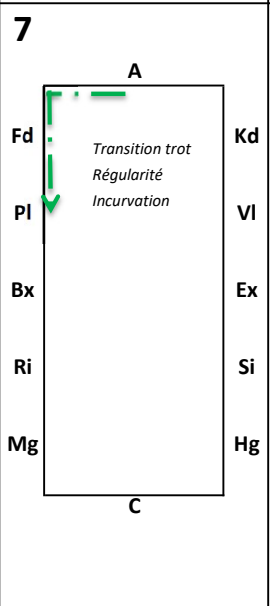 7
A
Fd Kd
Transition trot
Régularité
Incurvation
Pl Vl
Bx Ex
Ri Si
Mg Hg
C